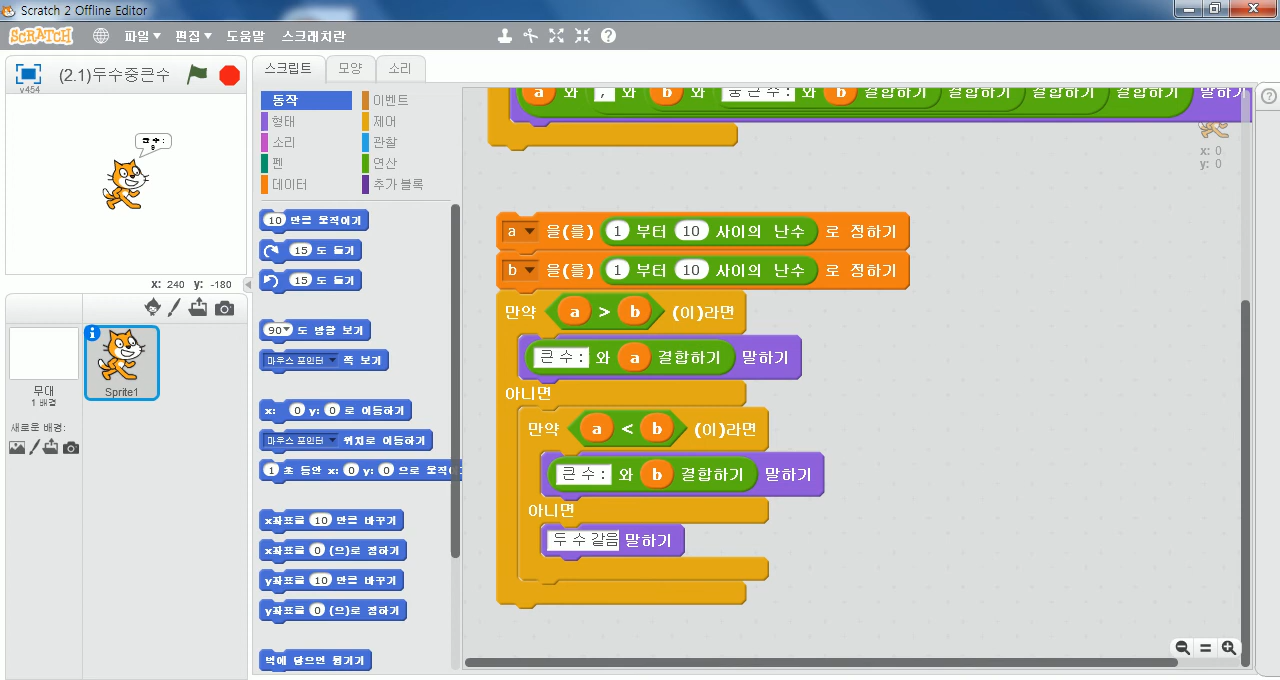 Scratch 2 Offline Editor
SCRATCH 파일 편집 도움말 스크래치란
v454 (2.1)두수중큰수
큰 수 :
x: 240 y: -180
Sprite1
무대
1 배경
새로운 배경:
스크립트 모양 소리
동작 이벤트
형태 제어
소리 관찰
펜 연산
데이터 추가 블록
10 만큼 움직이기
15 도 돌기
15 도 돌기
90 도 방향 보기
마우스 포인터 쪽 보기
x: 0 y: 0 로 이동하기
마우스 포인터 위치로 이동하기
1 초 동안 x: 0 y: 0 으로 움직이
x좌표를 10 만큼 바꾸기
x좌표를 0 (으)로 정하기
y좌표를 10 만큼 바꾸기
y좌표를 0 (으)로 정하기
벽에 닿으면 튕기기
a 와 , 와 b 와 중 큰 수 : 와 b 결합하기 결합하기 결합하기 결합하기 말하기
x: 0
y: 0
a 을(를) 1 부터 10 사이의 난수 로 정하기
b 을(를) 1 부터 10 사이의 난수 로 정하기
만약 a > b (이)라면
큰 수 : 와 a 결합하기 말하기
아니면
만약 a < b (이)라면
큰 수 : 와 b 결합하기 말하기
아니면
두 수 같음 말하기